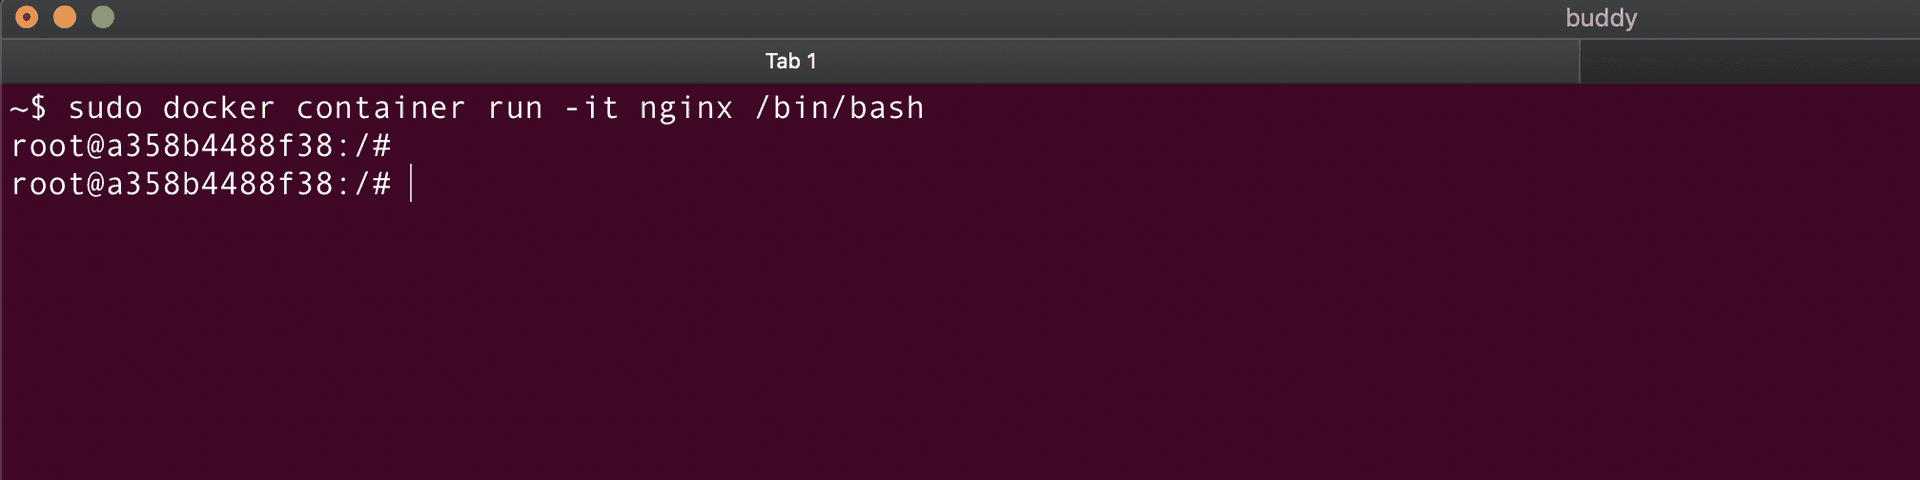 buddy
Tab 1
~$ sudo docker container run -it nginx /bin/bash
root@a358b4488f38:/#
root@a358b4488f38:/#